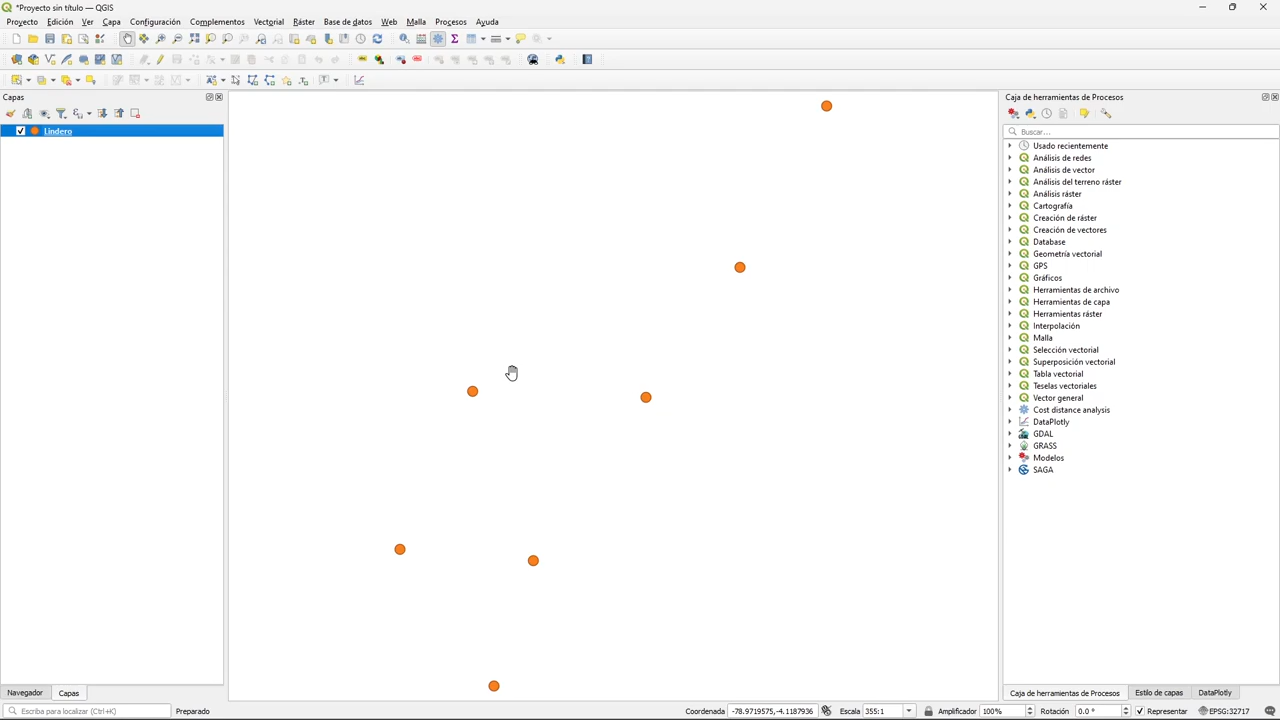 *Proyecto sin título — QGIS
Proyecto Edición Ver Capa Configuración Complementos Vectorial Ráster Base de datos Web Malla Procesos Ayuda
Capas
Lindero
Navegador Capas
Caja de herramientas de Procesos
Buscar...
Usado recientemente
Análisis de redes
Análisis de vector
Análisis del terreno ráster
Análisis ráster
Cartografía
Creación de ráster
Creación de vectores
Database
Geometría vectorial
GPS
Gráficos
Herramientas de archivo
Herramientas de capa
Herramientas ráster
Interpolación
Malla
Selección vectorial
Superposición vectorial
Tabla vectorial
Teselas vectoriales
Vector general
Cost distance analysis
DataPlotly
GDAL
GRASS
Modelos
SAGA
Caja de herramientas de Procesos Estilo de capas DataPlotly
Escriba para localizar (Ctrl+K) Preparado Coordenada -78.9719575,-4.1187936 Escala 355:1 Amplificador 100% Rotación 0.0 ° Representar EPSG:32717